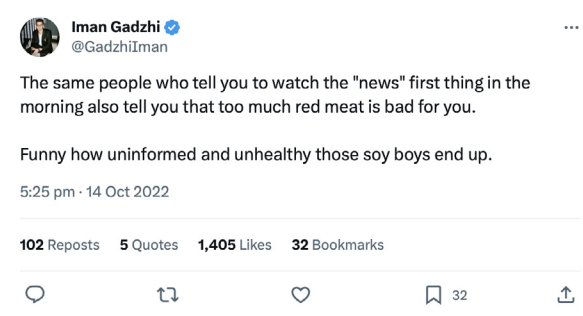 Iman Gadzhi
@GadzhiIman
The same people who tell you to watch the "news" first thing in the
morning also tell you that too much red meat is bad for you.
Funny how uninformed and unhealthy those soy boys end up.
5:25 pm · 14 Oct 2022
102 Reposts 5 Quotes 1,405 Likes 32 Bookmarks
32